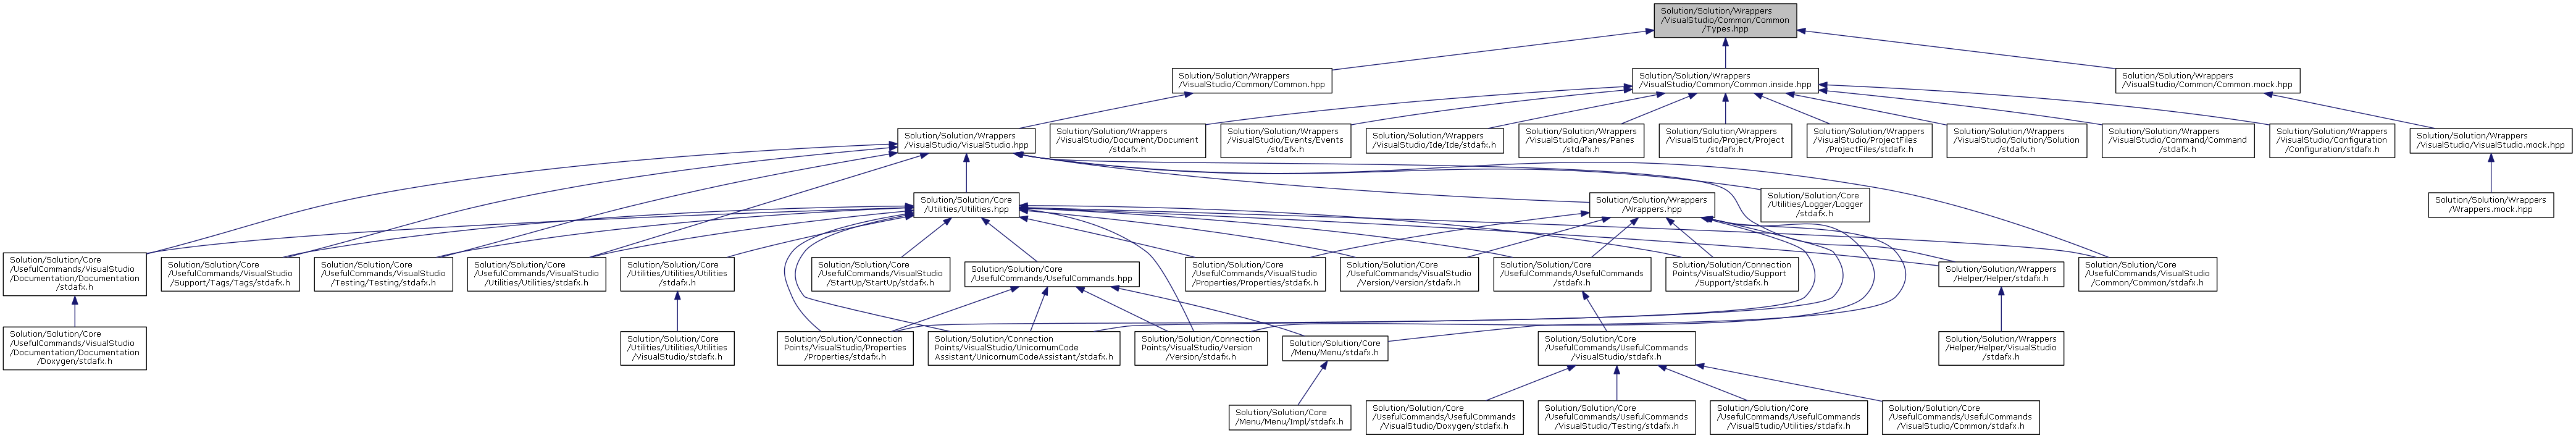 Solution/Solution/Wrappers
/VisualStudio/Common/Common
/Types.hpp
Solution/Solution/Wrappers
/VisualStudio/Common/Common.hpp
Solution/Solution/Wrappers
/VisualStudio/Common/Common.inside.hpp
Solution/Solution/Wrappers
/VisualStudio/Common/Common.mock.hpp
Solution/Solution/Wrappers
/VisualStudio/VisualStudio.hpp
Solution/Solution/Wrappers
/VisualStudio/Document/Document
/stdafx.h
Solution/Solution/Wrappers
/VisualStudio/Events/Events
/stdafx.h
Solution/Solution/Wrappers
/VisualStudio/Ide/Ide/stdafx.h
Solution/Solution/Wrappers
/VisualStudio/Panes/Panes
/stdafx.h
Solution/Solution/Wrappers
/VisualStudio/Project/Project
/stdafx.h
Solution/Solution/Wrappers
/VisualStudio/ProjectFiles
/ProjectFiles/stdafx.h
Solution/Solution/Wrappers
/VisualStudio/Solution/Solution
/stdafx.h
Solution/Solution/Wrappers
/VisualStudio/Command/Command
/stdafx.h
Solution/Solution/Wrappers
/VisualStudio/Configuration
/Configuration/stdafx.h
Solution/Solution/Wrappers
/VisualStudio/VisualStudio.mock.hpp
Solution/Solution/Core
/Utilities/Utilities.hpp
Solution/Solution/Wrappers
/Wrappers.hpp
Solution/Solution/Core
/Utilities/Logger/Logger
/stdafx.h
Solution/Solution/Wrappers
/Wrappers.mock.hpp
Solution/Solution/Core
/UsefulCommands/VisualStudio
/Documentation/Documentation
/stdafx.h
Solution/Solution/Core
/UsefulCommands/VisualStudio
/Support/Tags/Tags/stdafx.h
Solution/Solution/Core
/UsefulCommands/VisualStudio
/Testing/Testing/stdafx.h
Solution/Solution/Core
/UsefulCommands/VisualStudio
/Utilities/Utilities/stdafx.h
Solution/Solution/Core
/Utilities/Utilities/Utilities
/stdafx.h
Solution/Solution/Core
/UsefulCommands/VisualStudio
/StartUp/StartUp/stdafx.h
Solution/Solution/Core
/UsefulCommands/UsefulCommands.hpp
Solution/Solution/Core
/UsefulCommands/VisualStudio
/Properties/Properties/stdafx.h
Solution/Solution/Core
/UsefulCommands/VisualStudio
/Version/Version/stdafx.h
Solution/Solution/Core
/UsefulCommands/UsefulCommands
/stdafx.h
Solution/Solution/Connection
Points/VisualStudio/Support
/Support/stdafx.h
Solution/Solution/Wrappers
/Helper/Helper/stdafx.h
Solution/Solution/Core
/UsefulCommands/VisualStudio
/Common/Common/stdafx.h
Solution/Solution/Core
/UsefulCommands/VisualStudio
/Documentation/Documentation
/Doxygen/stdafx.h
Solution/Solution/Core
/Utilities/Utilities/Utilities
/VisualStudio/stdafx.h
Solution/Solution/Connection
Points/VisualStudio/Properties
/Properties/stdafx.h
Solution/Solution/Connection
Points/VisualStudio/UnicornumCode
Assistant/UnicornumCodeAssistant/stdafx.h
Solution/Solution/Connection
Points/VisualStudio/Version
/Version/stdafx.h
Solution/Solution/Core
/Menu/Menu/stdafx.h
Solution/Solution/Core
/UsefulCommands/UsefulCommands
/VisualStudio/stdafx.h
Solution/Solution/Wrappers
/Helper/Helper/VisualStudio
/stdafx.h
Solution/Solution/Core
/Menu/Menu/Impl/stdafx.h
Solution/Solution/Core
/UsefulCommands/UsefulCommands
/VisualStudio/Doxygen/stdafx.h
Solution/Solution/Core
/UsefulCommands/UsefulCommands
/VisualStudio/Testing/stdafx.h
Solution/Solution/Core
/UsefulCommands/UsefulCommands
/VisualStudio/Utilities/stdafx.h
Solution/Solution/Core
/UsefulCommands/UsefulCommands
/VisualStudio/Common/stdafx.h